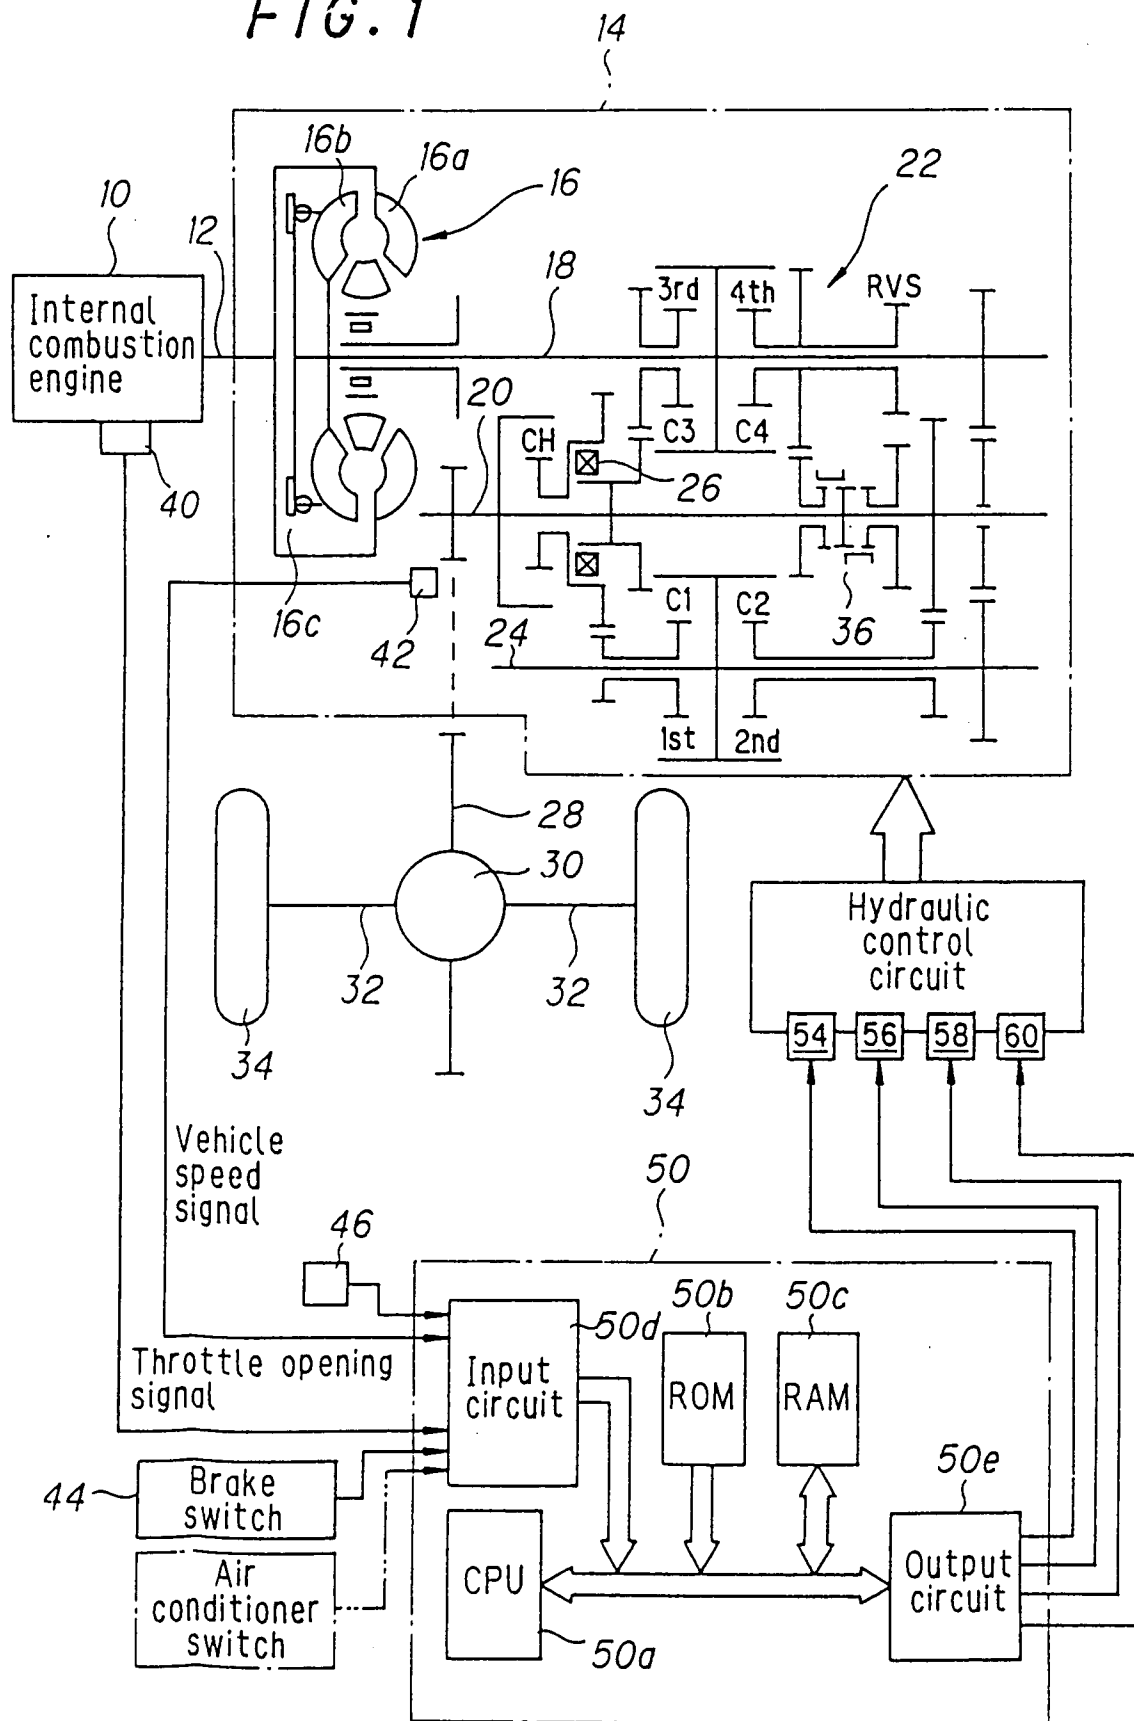 FIG. 1
14
16b
16a
16
22
10
12
18
3rd
4th
RVS
Internal
combustion
engine
20
CH
C3
C4
26
40
16c
42
24
C1
C2
36
1st
2nd
28
30
32
32
34
34
Hydraulic
control
circuit
54
56
58
60
Vehicle
speed
signal
50
46
50d
50b
50c
Throttle opening
signal
Input
circuit
ROM
RAM
44
Brake
switch
50e
Air
conditioner
switch
CPU
Output
circuit
50a